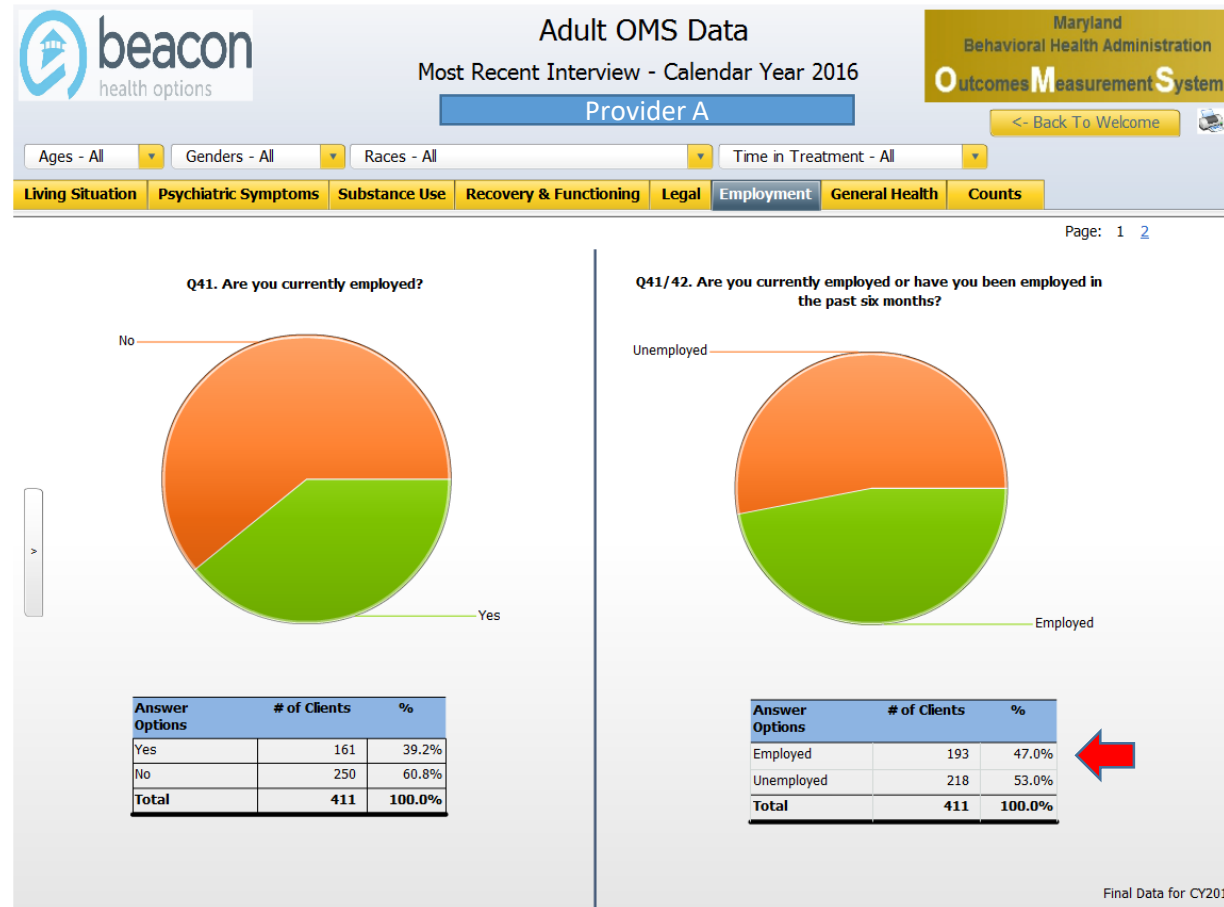 beacon
health options
Adult OMS Data
Most Recent Interview - Calendar Year 2016
Provider A
Maryland
Behavioral Health Administration
Outcomes Measurement System
<- Back To Welcome
Ages - All
Genders - All
Races - All
Time in Treatment - All
Living Situation Psychiatric Symptoms Substance Use Recovery & Functioning Legal Employment General Health Counts
Page: 1 2
Q41. Are you currently employed?
No
Yes
Answer Options # of Clients %
Yes 161 39.2%
No 250 60.8%
Total 411 100.0%
Q41/42. Are you currently employed or have you been employed in
the past six months?
Unemployed
Employed
Answer Options # of Clients %
Employed 193 47.0%
Unemployed 218 53.0%
Total 411 100.0%
>
Final Data for CY201